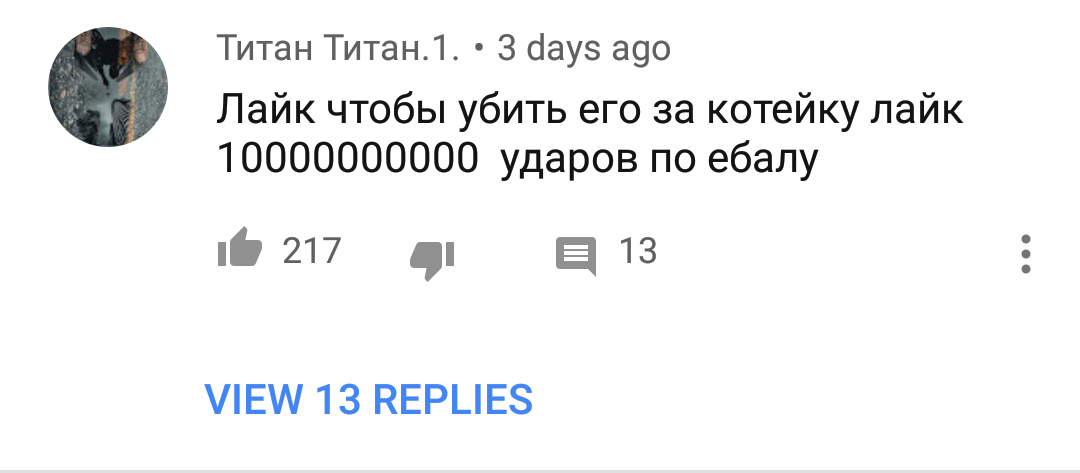 Титан Титан.1. • 3 days ago
Лайк чтобы убить его за котейку лайк
10000000000 ударов по ебалу
217 13
VIEW 13 REPLIES